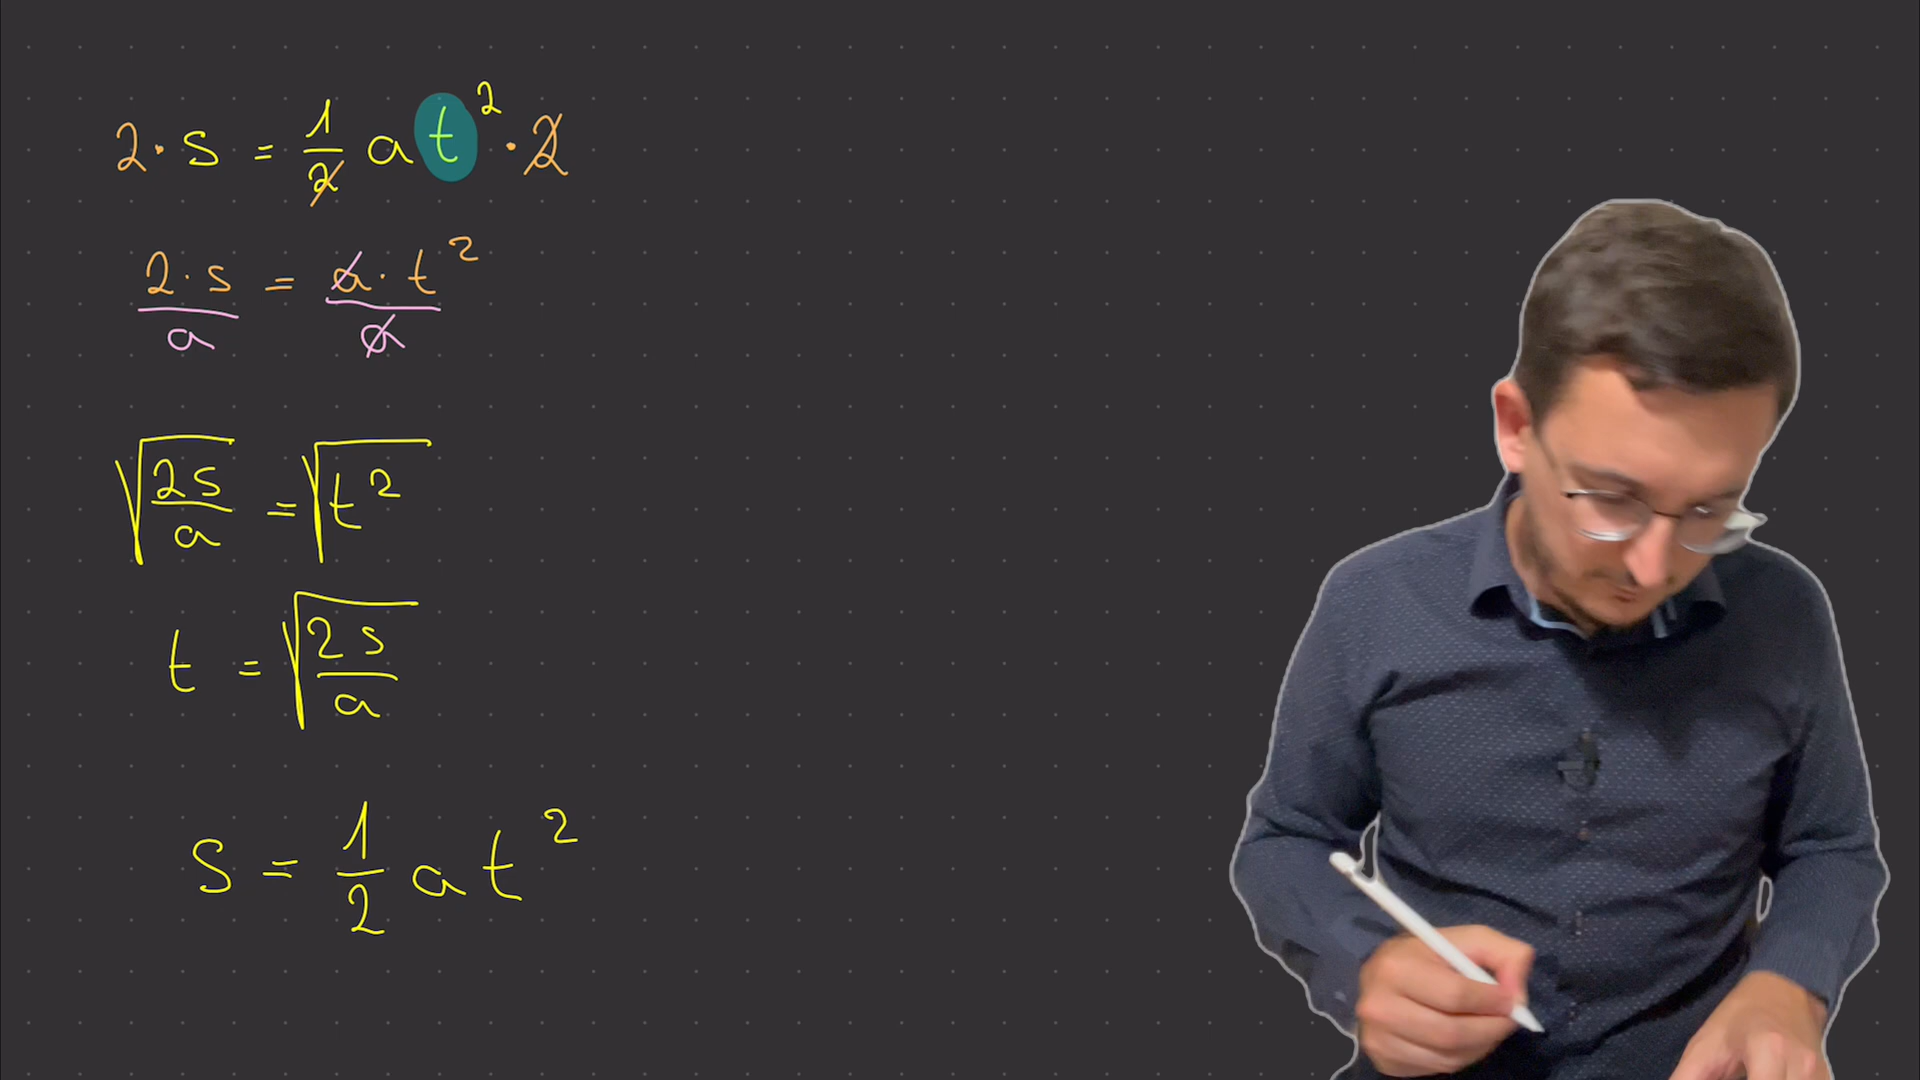 2 · s = 1/2 a t² · 2
2 · s / a = a · t² / a
√(2s/a) = √(t²)
t = √(2s/a)
s = 1/2 a t²